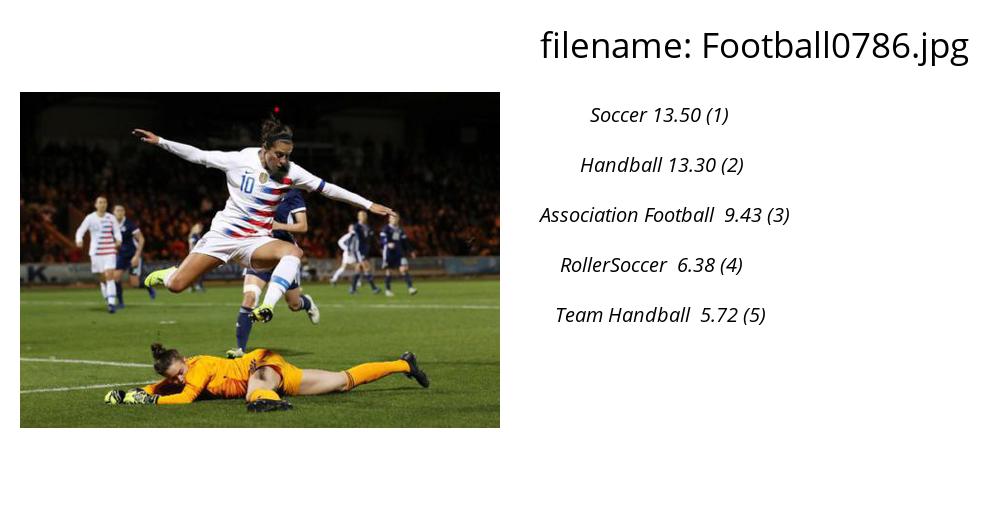 filename: Football0786.jpg
Soccer 13.50 (1)
Handball 13.30 (2)
Association Football 9.43 (3)
RollerSoccer 6.38 (4)
Team Handball 5.72 (5)
10
K